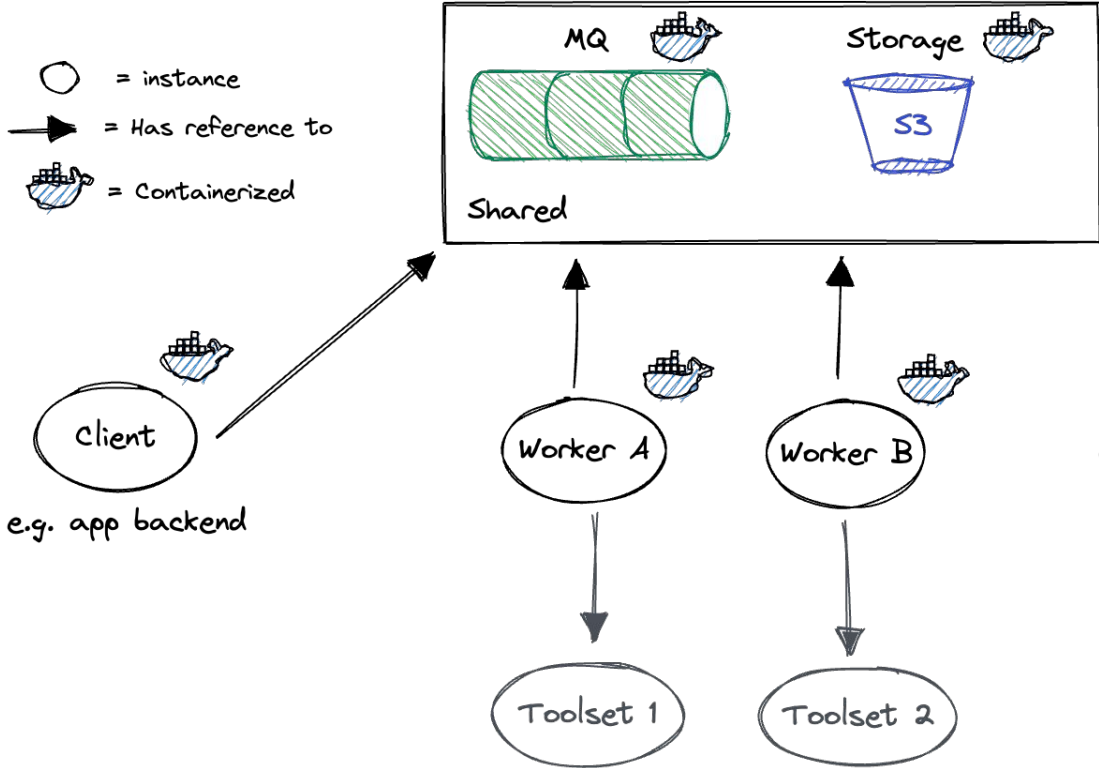 = instance
= Has reference to
= Containerized
MQ
Storage
S3
Shared
Client
e.g. app backend
Worker A
Worker B
Toolset 1
Toolset 2